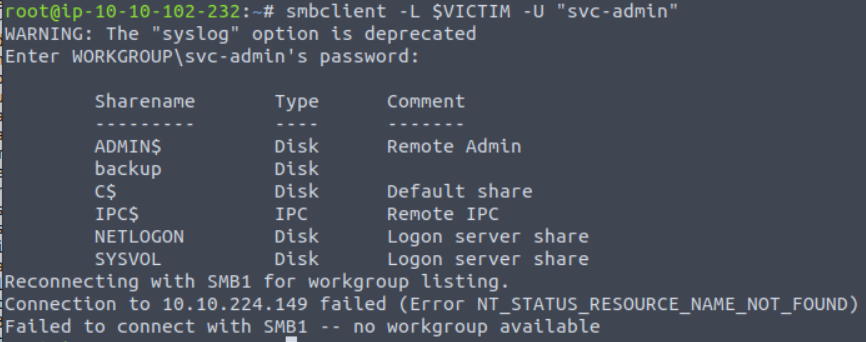 root@ip-10-10-102-232:~# smbclient -L $VICTIM -U "svc-admin"
WARNING: The "syslog" option is deprecated
Enter WORKGROUP\svc-admin's password:
Sharename Type Comment
--------- ---- -------
ADMIN$ Disk Remote Admin
backup Disk
C$ Disk Default share
IPC$ IPC Remote IPC
NETLOGON Disk Logon server share
SYSVOL Disk Logon server share
Reconnecting with SMB1 for workgroup listing.
Connection to 10.10.224.149 failed (Error NT_STATUS_RESOURCE_NAME_NOT_FOUND)
Failed to connect with SMB1 -- no workgroup available